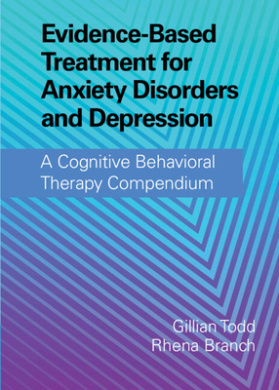 Evidence-Based
Treatment for
Anxiety Disorders
and Depression
A Cognitive Behavioral
Therapy Compendium
Gillian Todd
Rhena Branch